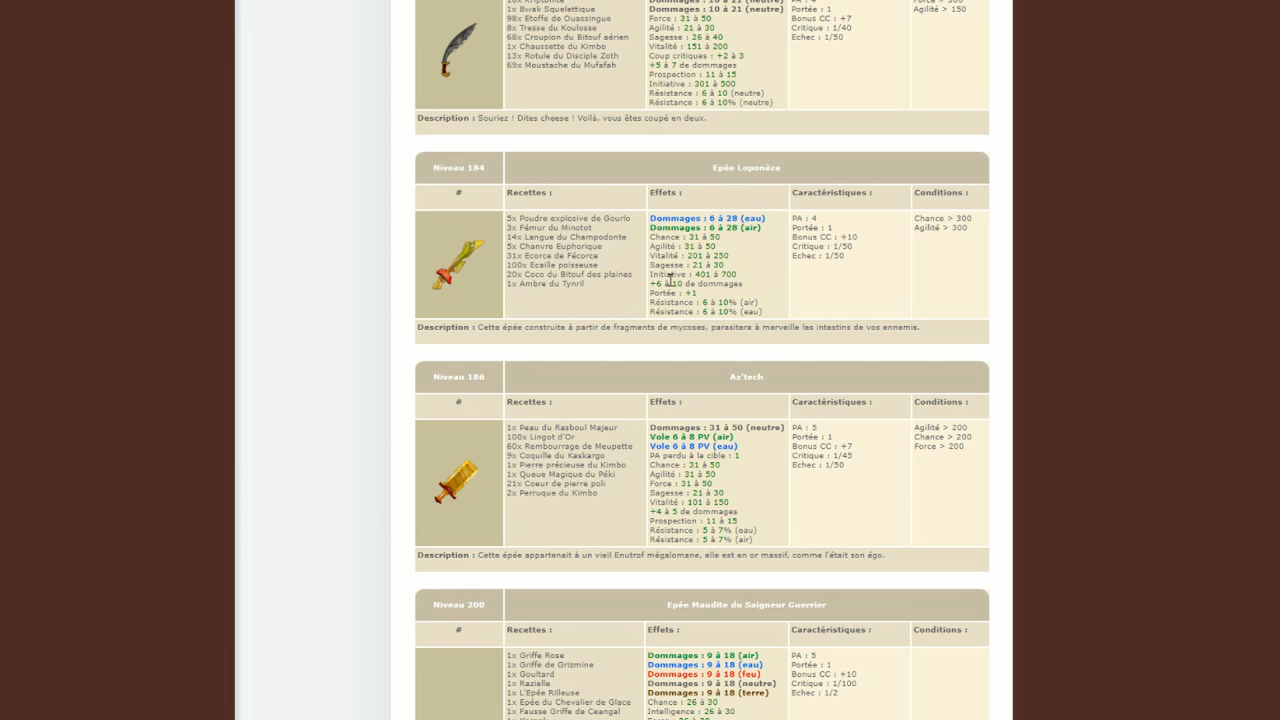 1x Bwak Squelettique
98x Etoffe de Ouassingue
8x Tresse du Koulosse
68x Croupion du Bitouf aérien
1x Chaussette du Kimbo
13x Rotule du Disciple Zoth
69x Moustache du Mufafah
Dommages : 10 à 21 (neutre)
Force : 31 à 50
Agilité : 21 à 30
Sagesse : 26 à 40
Vitalité : 151 à 200
Coup critiques : +2 à 3
+5 à 7 de dommages
Prospection : 11 à 15
Initiative : 301 à 500
Résistance : 6 à 10 (neutre)
Résistance : 6 à 10% (neutre)
Portée : 1
Bonus CC : +7
Critique : 1/40
Echec : 1/50
Agilité > 150
Description : Souriez ! Dites cheese ! Voilà, vous êtes coupé en deux.
Niveau 184
Epée Loponèze
#
Recettes :
Effets :
Caractéristiques :
Conditions :
5x Poudre explosive de Gourlo
3x Fémur du Minotot
14x Langue du Champodonte
5x Chanvre Euphorique
31x Ecorce de Fécorce
100x Ecaille poisseuse
20x Coco du Bitouf des plaines
1x Ambre du Tynril
Dommages : 6 à 28 (eau)
Dommages : 6 à 28 (air)
Chance : 31 à 50
Agilité : 31 à 50
Vitalité : 201 à 250
Sagesse : 21 à 30
Initiative : 401 à 700
+6 à 10 de dommages
Portée : +1
Résistance : 6 à 10% (air)
Résistance : 6 à 10% (eau)
PA : 4
Portée : 1
Bonus CC : +10
Critique : 1/50
Echec : 1/50
Chance > 300
Agilité > 300
Description : Cette épée construite à partir de fragments de mycoses, parasitera à merveille les intestins de vos ennemis.
Niveau 186
Az'tech
#
Recettes :
Effets :
Caractéristiques :
Conditions :
1x Peau du Rasboul Majeur
100x Lingot d'Or
60x Rembourrage de Meupette
9x Coquille du Kaskargo
1x Pierre précieuse du Kimbo
1x Queue Magique du Péki
21x Coeur de pierre poli
2x Perruque du Kimbo
Dommages : 31 à 50 (neutre)
Vole 6 à 8 PV (air)
Vole 6 à 8 PV (eau)
PA perdu à la cible : 1
Chance : 31 à 50
Agilité : 31 à 50
Force : 31 à 50
Sagesse : 21 à 30
Vitalité : 101 à 150
+4 à 5 de dommages
Prospection : 11 à 15
Résistance : 5 à 7% (eau)
Résistance : 5 à 7% (air)
PA : 5
Portée : 1
Bonus CC : +7
Critique : 1/45
Echec : 1/50
Agilité > 200
Chance > 200
Force > 200
Description : Cette épée appartenait à un vieil Enutrof mégalomane, elle est en or massif, comme l'était son égo.
Niveau 200
Epée Maudite du Saigneur Guerrier
#
Recettes :
Effets :
Caractéristiques :
Conditions :
1x Griffe Rose
1x Griffe de Grizmine
1x Goultard
1x Razielle
1x L'Epée Rilleuse
1x Epée du Chevalier de Glace
1x Fausse Griffe de Ceangal
Dommages : 9 à 18 (air)
Dommages : 9 à 18 (eau)
Dommages : 9 à 18 (feu)
Dommages : 9 à 18 (neutre)
Dommages : 9 à 18 (terre)
Chance : 26 à 30
Intelligence : 26 à 30
PA : 5
Portée : 1
Bonus CC : +10
Critique : 1/100
Echec : 1/2